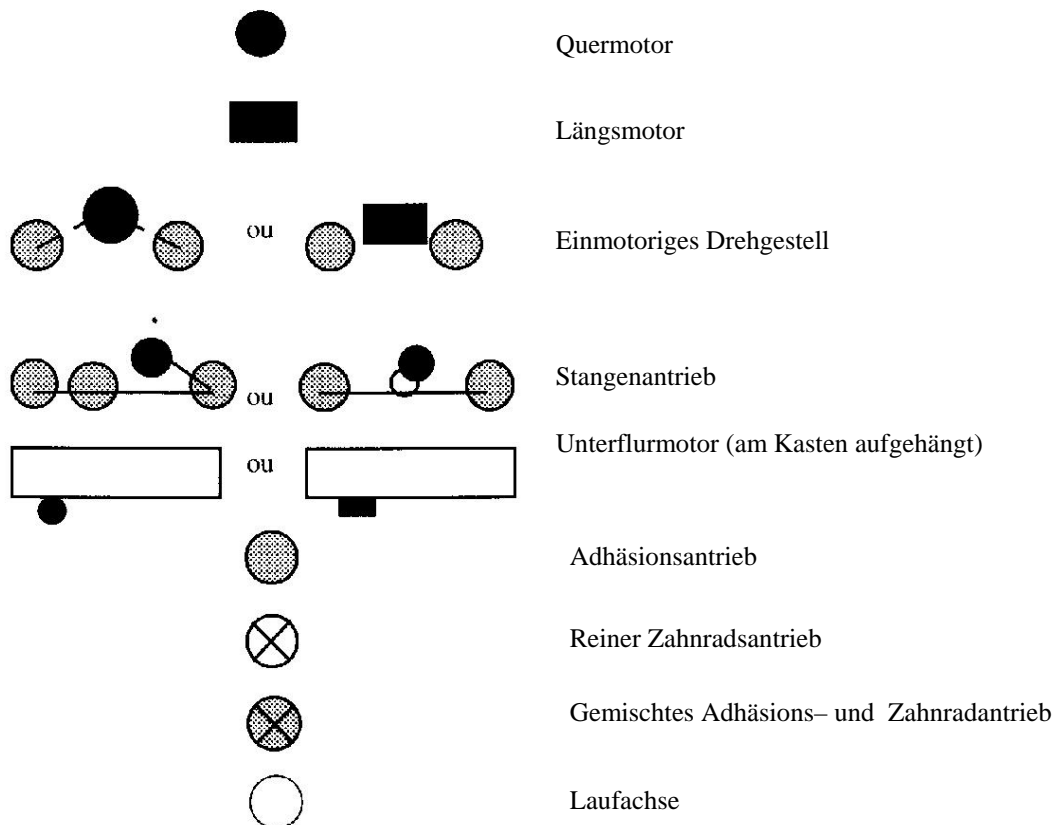 Quermotor
Längsmotor
ou
Einmotoriges Drehgestell
Stangenantrieb
ou
Unterflurmotor (am Kasten aufgehängt)
ou
Adhäsionsantrieb
Reiner Zahnradsantrieb
Gemischtes Adhäsions– und Zahnradantrieb
Laufachse